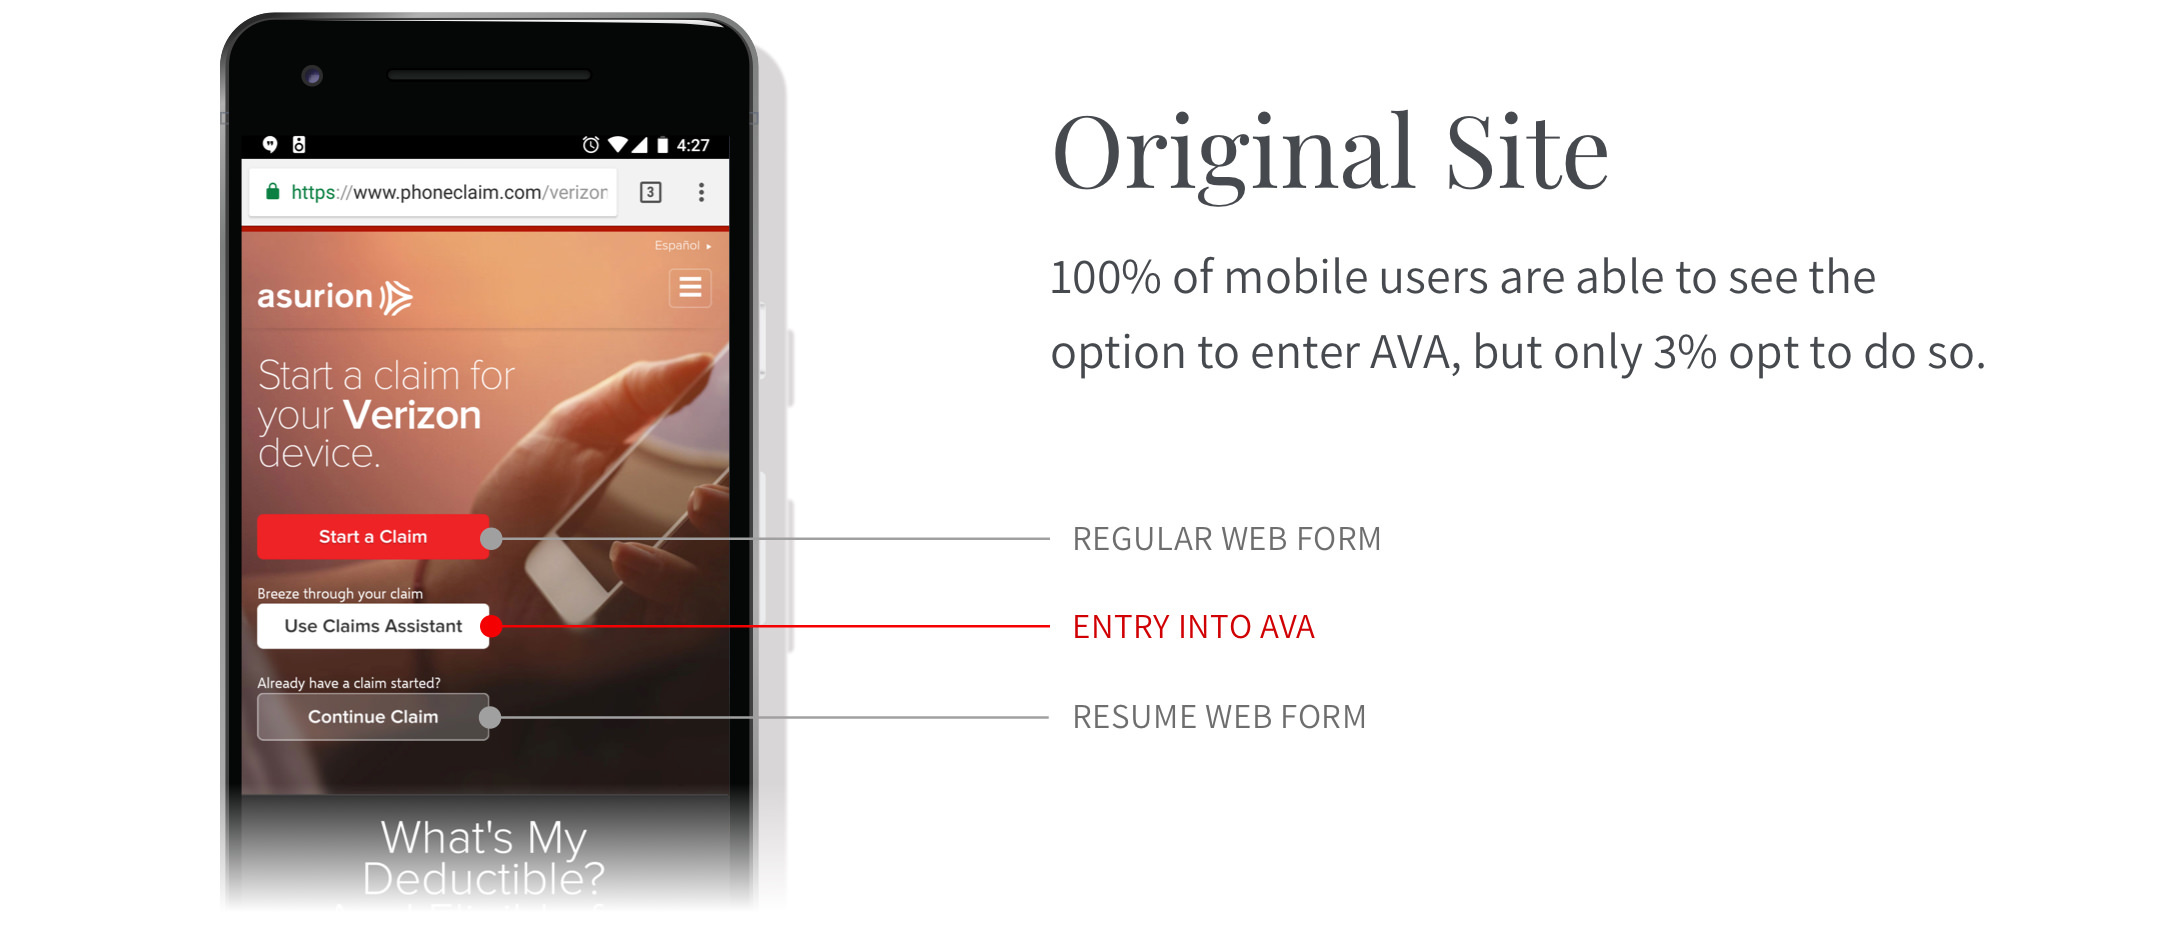 4:27
https://www.phoneclaim.com/verizon
3
Español ▸
asurion
Start a claim for
your Verizon
device.
Start a Claim
Breeze through your claim
Use Claims Assistant
Already have a claim started?
Continue Claim
What's My
Deductible?
Original Site
100% of mobile users are able to see the
option to enter AVA, but only 3% opt to do so.
REGULAR WEB FORM
ENTRY INTO AVA
RESUME WEB FORM